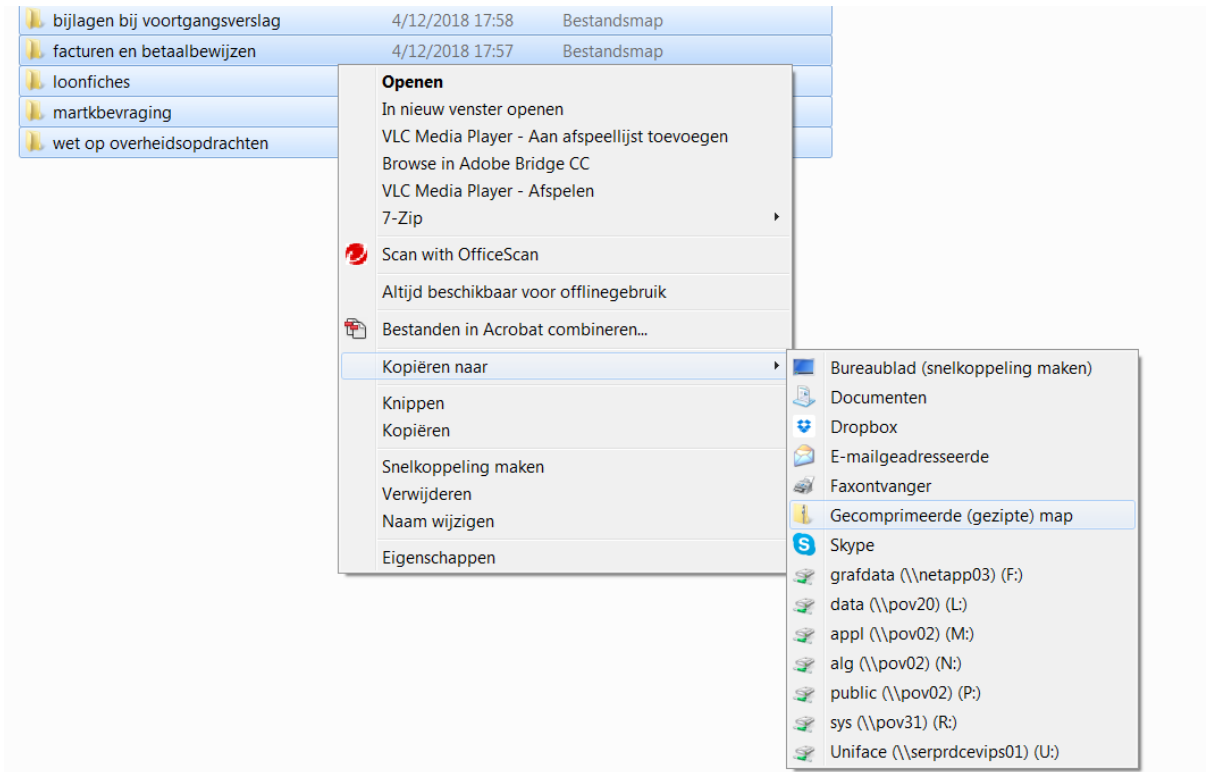 bijlagen bij voortgangsverslag 4/12/2018 17:58 Bestandsmap
facturen en betaalbewijzen 4/12/2018 17:57 Bestandsmap
loonfiches
martkbevraging
wet op overheidsopdrachten
Openen
In nieuw venster openen
VLC Media Player - Aan afspeellijst toevoegen
Browse in Adobe Bridge CC
VLC Media Player - Afspelen
7-Zip
Scan with OfficeScan
Altijd beschikbaar voor offlinegebruik
Bestanden in Acrobat combineren...
Kopiëren naar
Knippen
Kopiëren
Snelkoppeling maken
Verwijderen
Naam wijzigen
Eigenschappen
Bureaublad (snelkoppeling maken)
Documenten
Dropbox
E-mailgeadresseerde
Faxontvanger
Gecomprimeerde (gezipte) map
Skype
grafdata (\\netapp03) (F:)
data (\\pov20) (L:)
appl (\\pov02) (M:)
alg (\\pov02) (N:)
public (\\pov02) (P:)
sys (\\pov31) (R:)
Uniface (\\serprdcevips01) (U:)